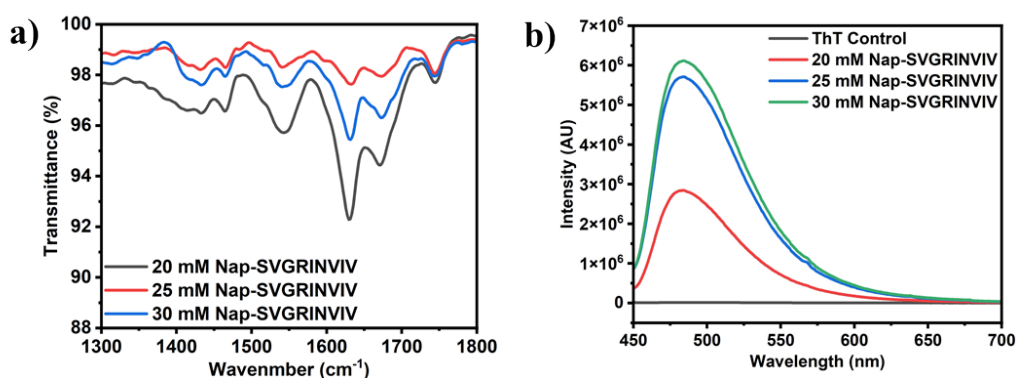 a)
100
98
96
94
92
90
88
Transmittance (%)
20 mM Nap-SVGRINVIV
25 mM Nap-SVGRINVIV
30 mM Nap-SVGRINVIV
1300 1400 1500 1600 1700 1800
Wavenmber (cm⁻¹)
b)
7×10⁶
6×10⁶
5×10⁶
4×10⁶
3×10⁶
2×10⁶
1×10⁶
0
Intensity (AU)
ThT Control
20 mM Nap-SVGRINVIV
25 mM Nap-SVGRINVIV
30 mM Nap-SVGRINVIV
450 500 550 600 650 700
Wavelength (nm)